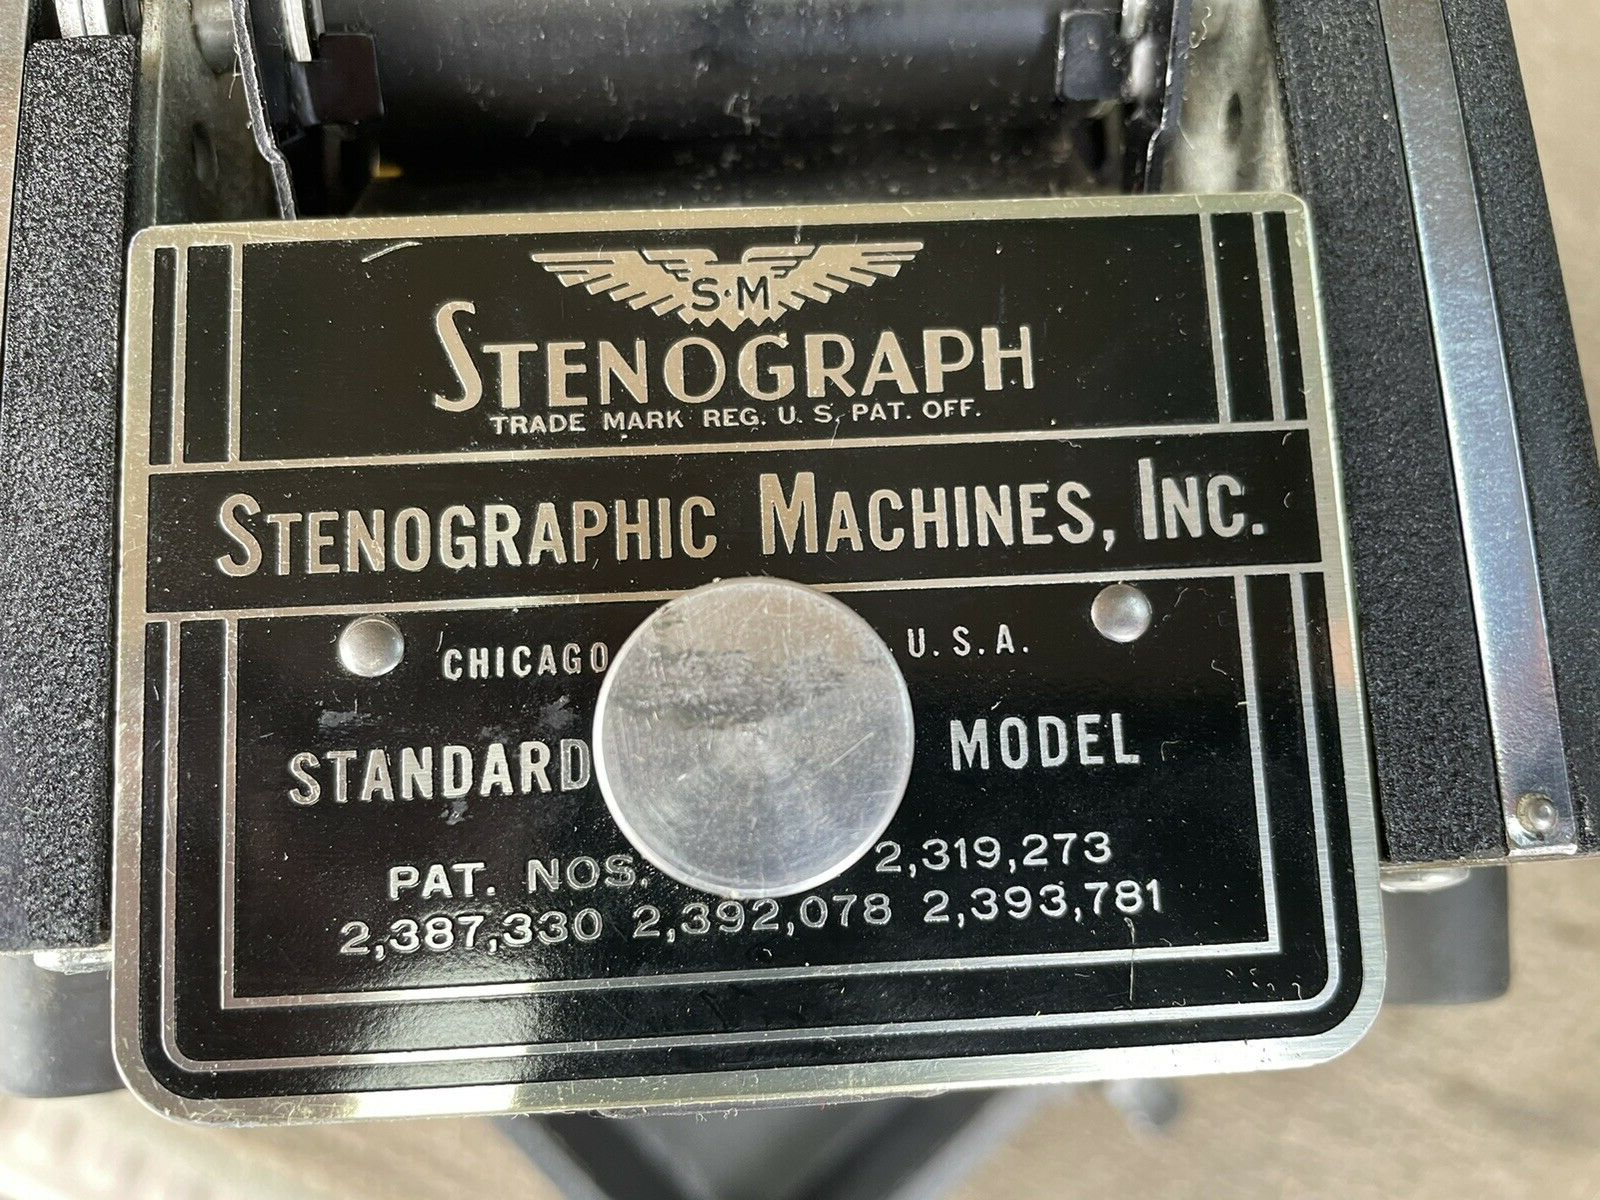 S·M
STENOGRAPH
TRADE MARK REG. U. S. PAT. OFF.
STENOGRAPHIC MACHINES, INC.
CHICAGO U.S.A.
STANDARD MODEL
PAT. NOS. 2,319,273
2,387,330 2,392,078 2,393,781